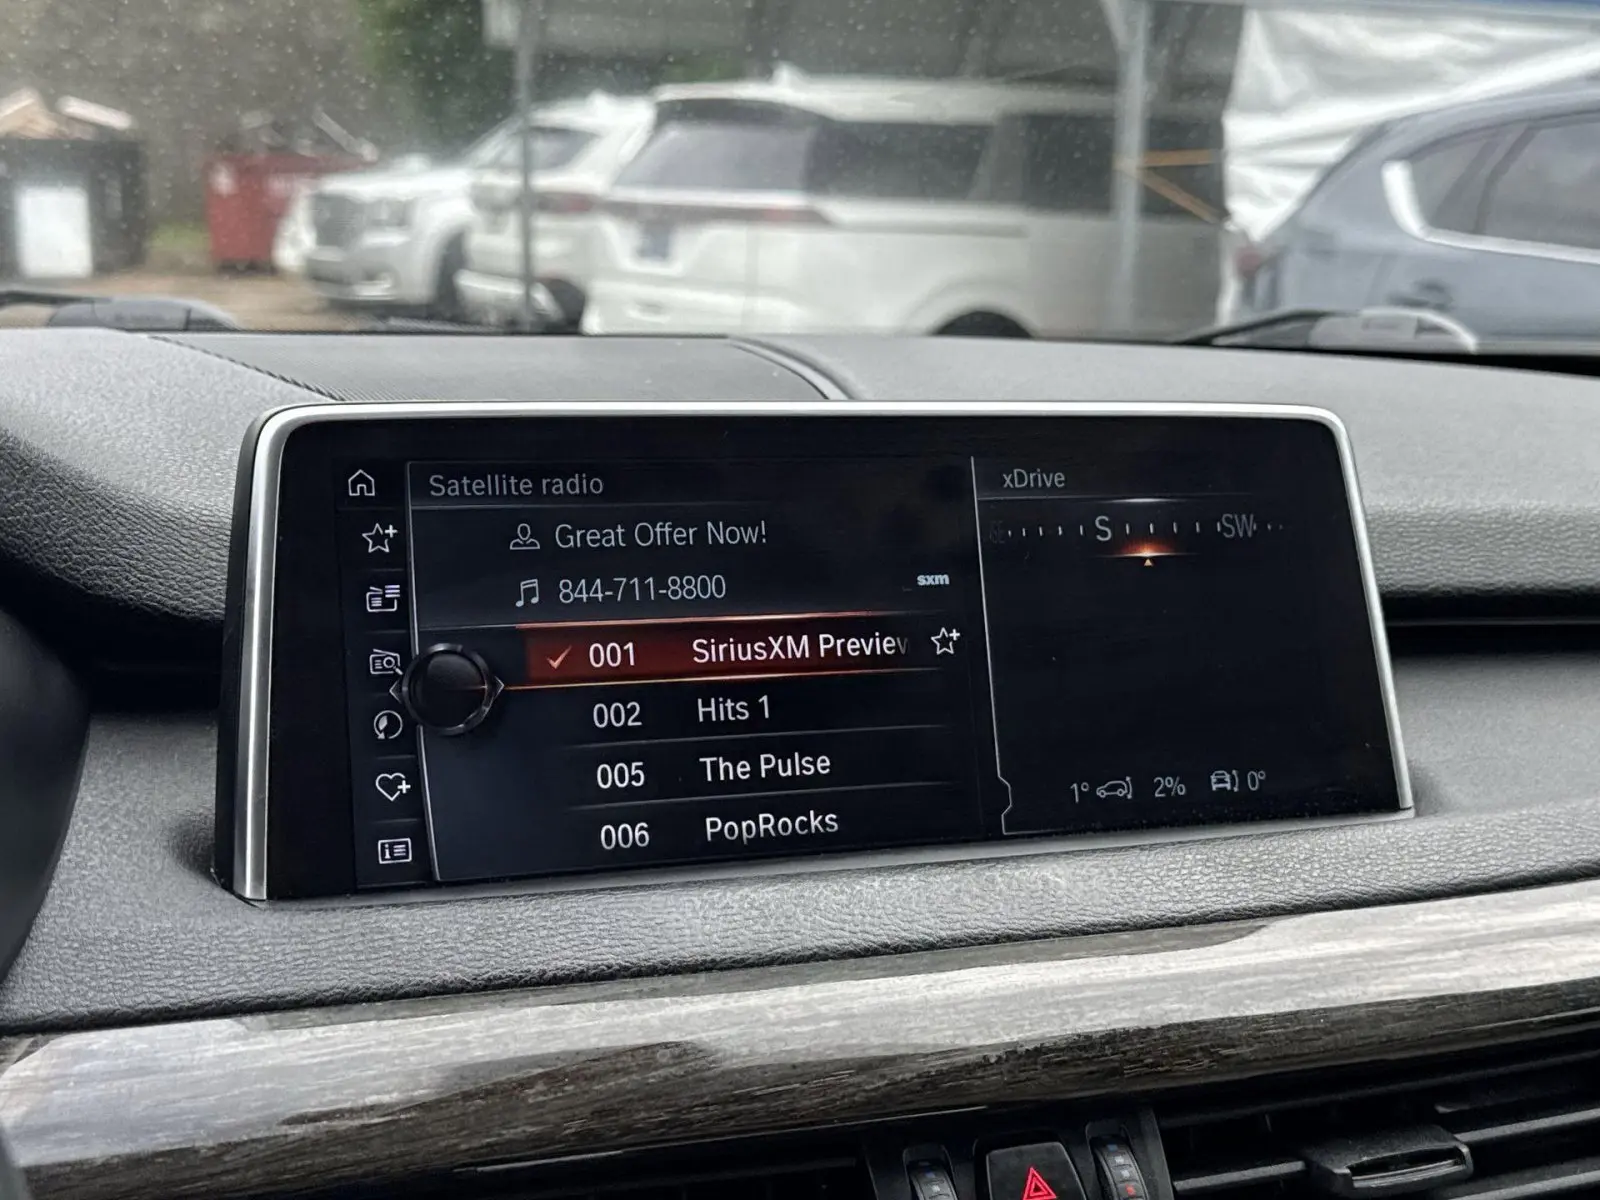 Satellite radio
Great Offer Now!
844-711-8800
sxm
001 SiriusXM Preview
002 Hits 1
005 The Pulse
006 PopRocks
xDrive
S SW
1° 2% 0°